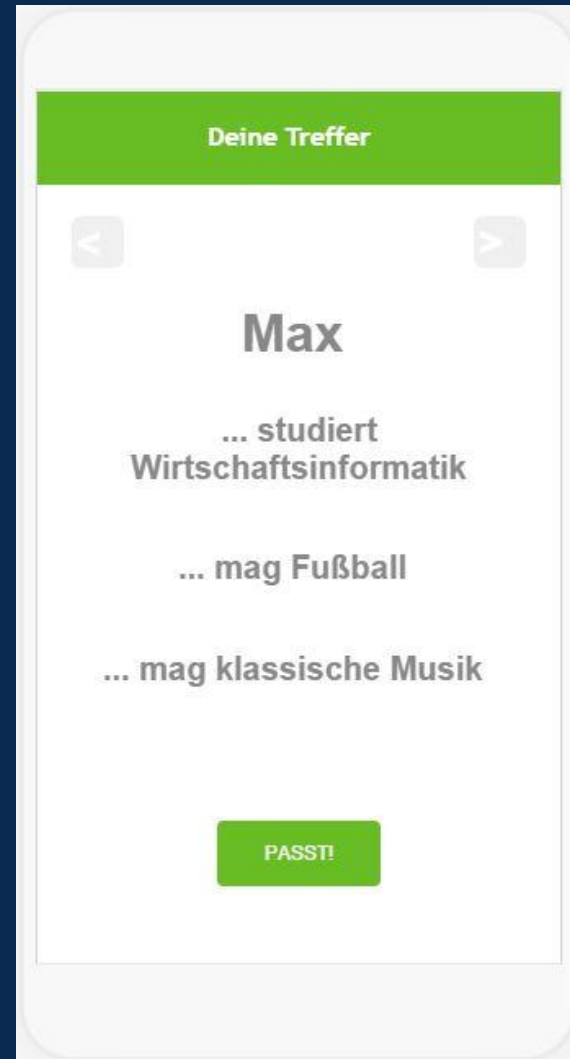 Deine Treffer
< >
Max
... studiert
Wirtschaftsinformatik
... mag Fußball
... mag klassische Musik
PASST!